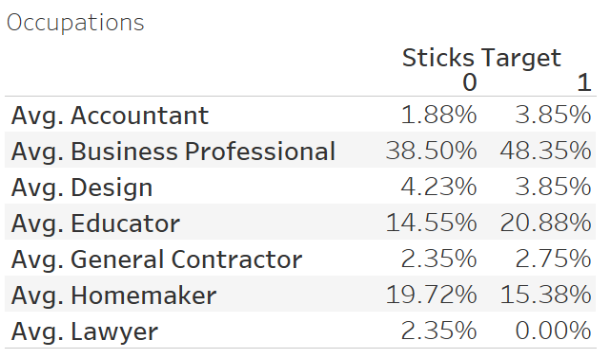 Occupations
Sticks Target
0 1
Avg. Accountant 1.88% 3.85%
Avg. Business Professional 38.50% 48.35%
Avg. Design 4.23% 3.85%
Avg. Educator 14.55% 20.88%
Avg. General Contractor 2.35% 2.75%
Avg. Homemaker 19.72% 15.38%
Avg. Lawyer 2.35% 0.00%